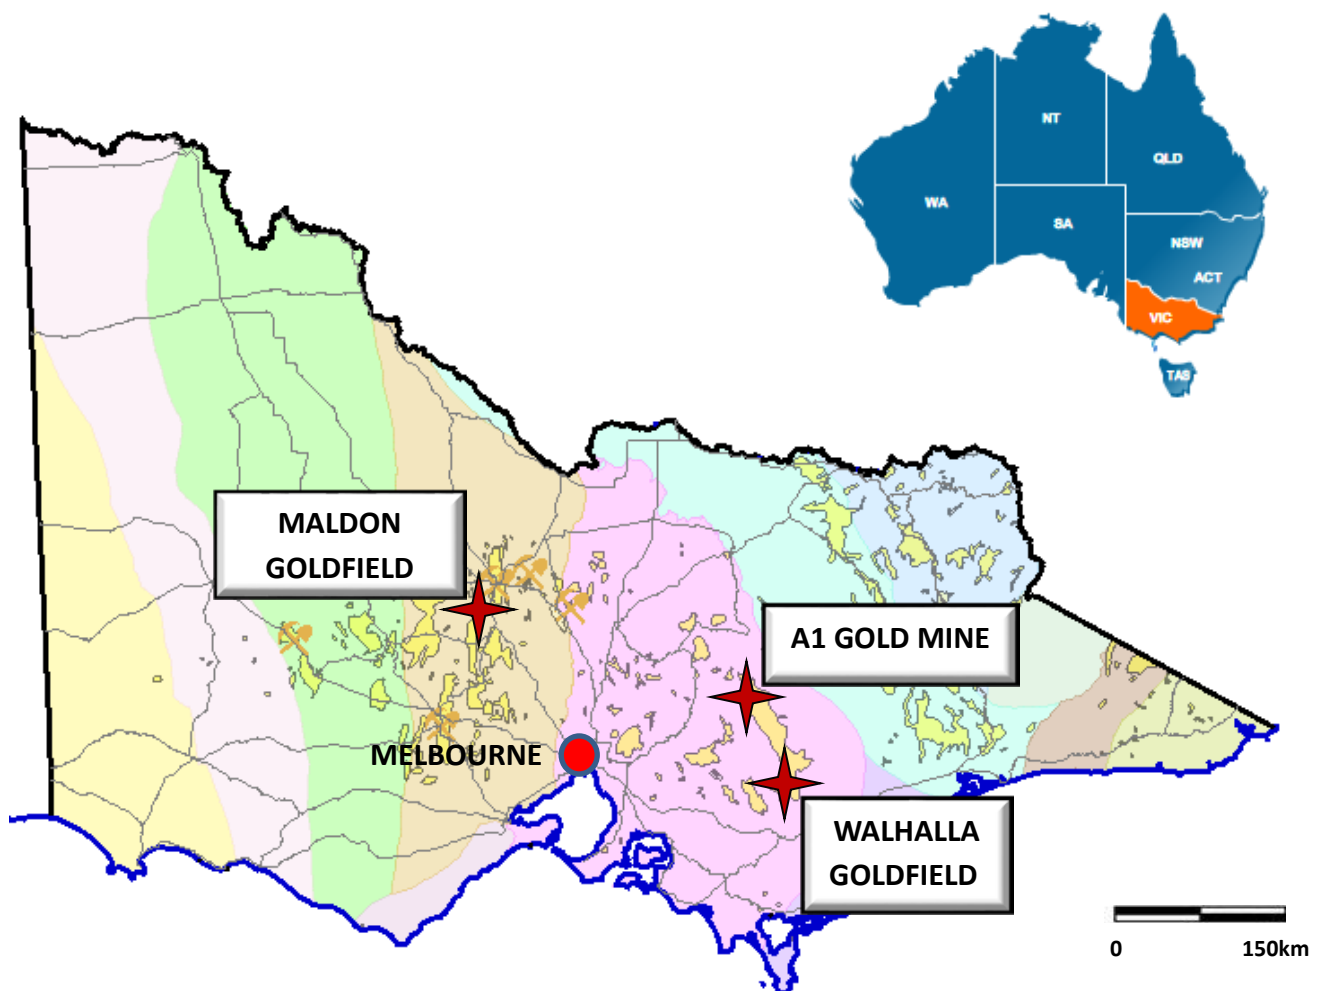 NT
QLD
WA
SA
NSW
ACT
VIC
TAS
MALDON
GOLDFIELD
A1 GOLD MINE
MELBOURNE
WALHALLA
GOLDFIELD
0 150km